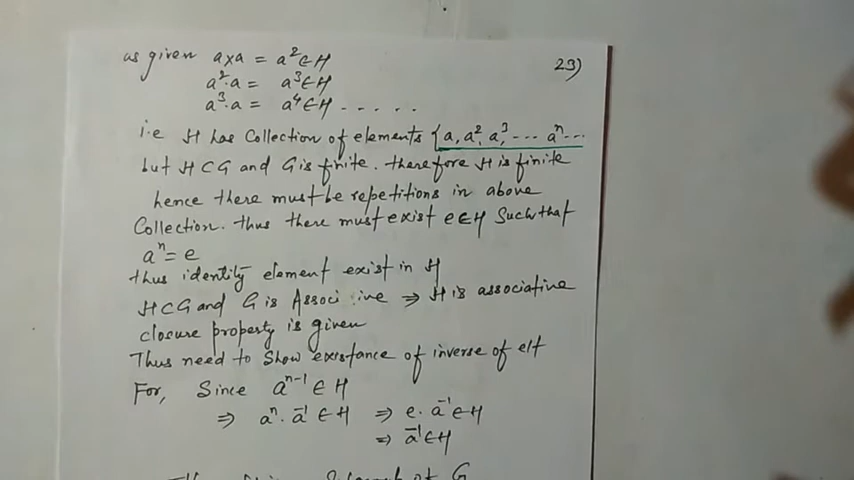 as given a×a = a²∈H
23)
a²·a = a³∈H
a³·a = a⁴∈H . . . . .
i.e H has Collection of elements {a, a², a³, --- aⁿ ---
but H⊂G and G is finite. therefore H is finite
hence there must be repetitions in above
Collection. thus there must exist e∈H Such that
aⁿ = e
thus identity element exist in H
H⊂G and G is Associ ive ⇒ H is associative
closure property is given
Thus need to Show existance of inverse of elt
For, Since aⁿ⁻¹ ∈ H
⇒ aⁿ· a⁻¹ ∈ H ⇒ e· a⁻¹ ∈ H
⇒ a⁻¹ ∈ H